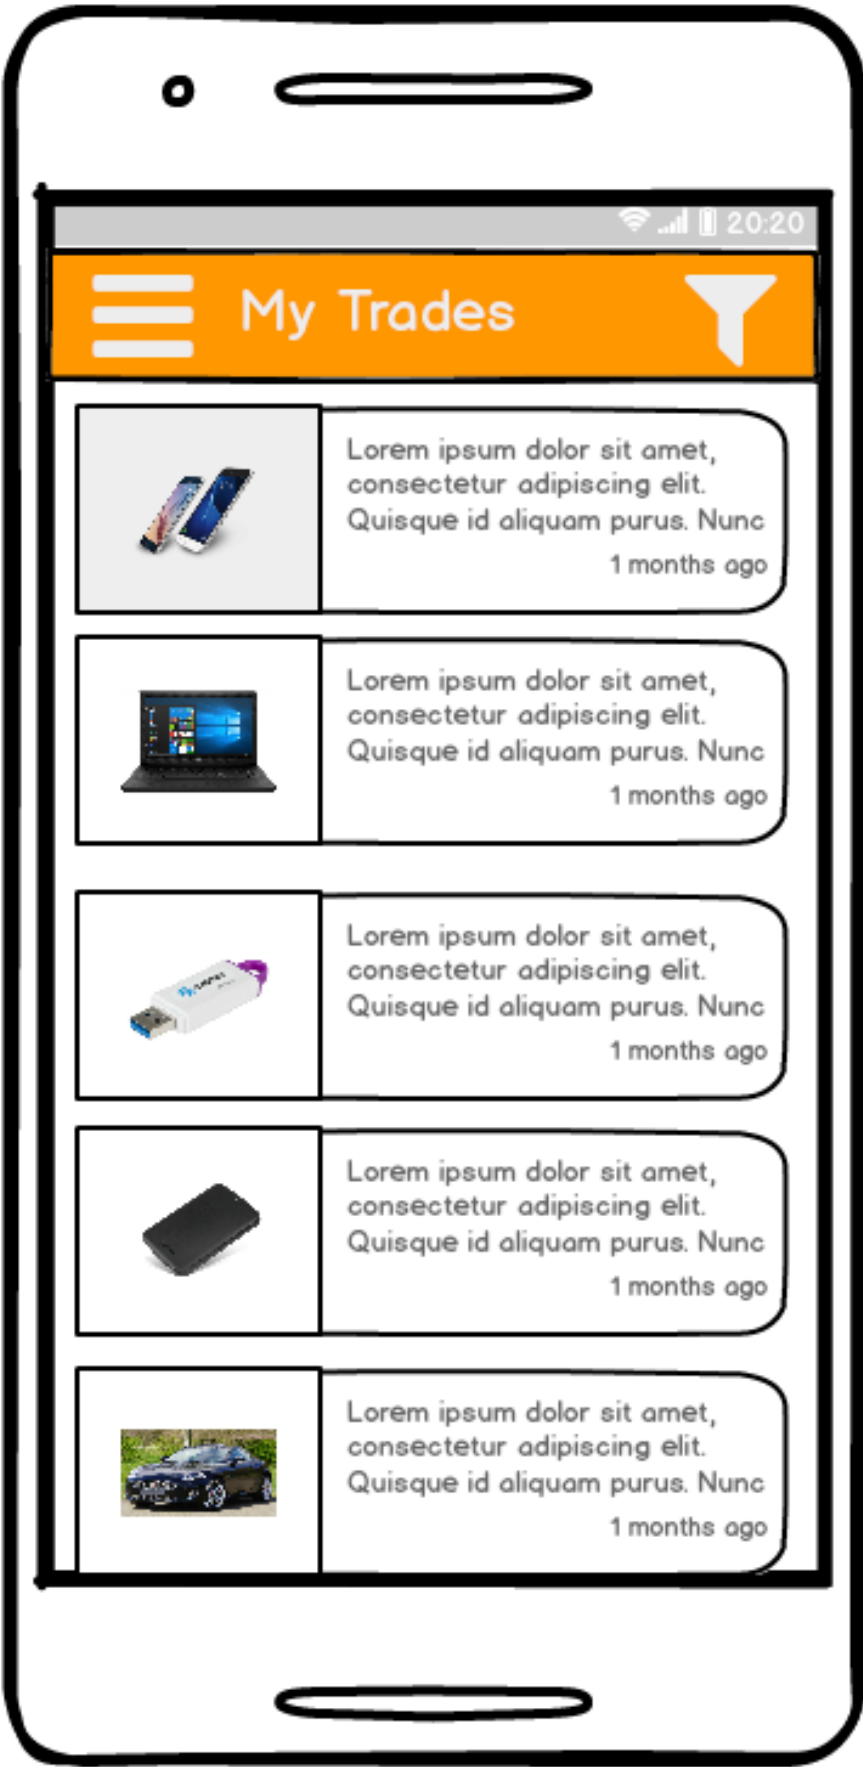 20:20
My Trades
Lorem ipsum dolor sit amet,
consectetur adipiscing elit.
Quisque id aliquam purus. Nunc
1 months ago
Lorem ipsum dolor sit amet,
consectetur adipiscing elit.
Quisque id aliquam purus. Nunc
1 months ago
Lorem ipsum dolor sit amet,
consectetur adipiscing elit.
Quisque id aliquam purus. Nunc
1 months ago
Lorem ipsum dolor sit amet,
consectetur adipiscing elit.
Quisque id aliquam purus. Nunc
1 months ago
Lorem ipsum dolor sit amet,
consectetur adipiscing elit.
Quisque id aliquam purus. Nunc
1 months ago